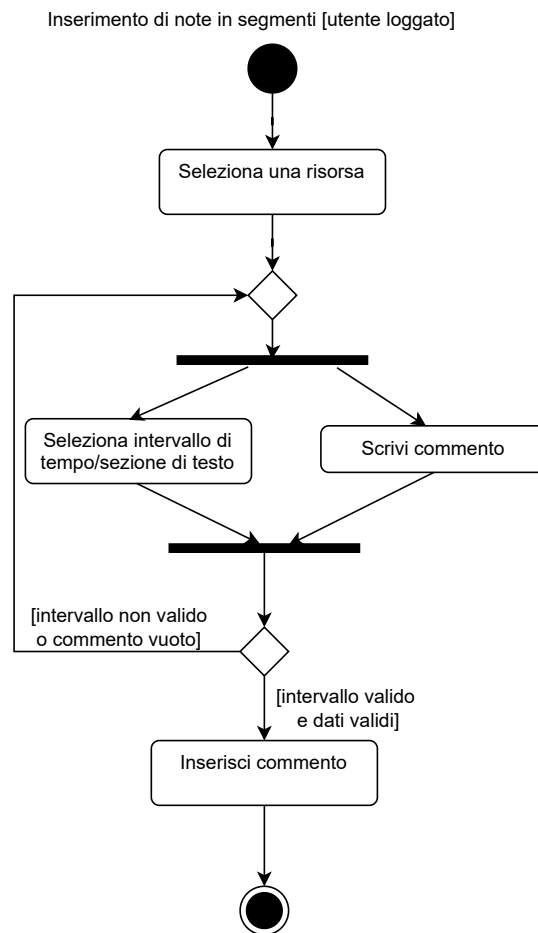 Inserimento di note in segmenti [utente loggato]
Seleziona una risorsa
Seleziona intervallo di
tempo/sezione di testo
Scrivi commento
[intervallo non valido
o commento vuoto]
[intervallo valido
e dati validi]
Inserisci commento